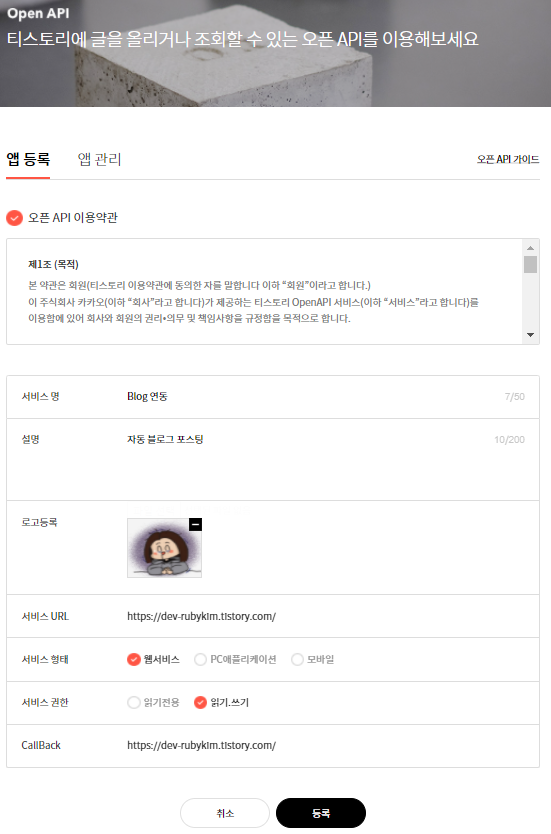 Open API
티스토리에 글을 올리거나 조회할 수 있는 오픈 API를 이용해보세요
앱 등록
앱 관리
오픈 API 가이드
오픈 API 이용약관
제1조 (목적)
본 약관은 회원(티스토리 이용약관에 동의한 자를 말합니다 이하 “회원”이라고 합니다.)
이 주식회사 카카오(이하 “회사”라고 합니다)가 제공하는 티스토리 OpenAPI 서비스(이하 “서비스”라고 합니다)를
이용함에 있어 회사와 회원의 권리•의무 및 책임사항을 규정함을 목적으로 합니다.
서비스 명
Blog 연동
7/50
설명
자동 블로그 포스팅
10/200
로고등록
서비스 URL
https://dev-rubykim.tistory.com/
서비스 형태
웹서비스
PC애플리케이션
모바일
서비스 권한
읽기전용
읽기.쓰기
CallBack
https://dev-rubykim.tistory.com/
취소
등록